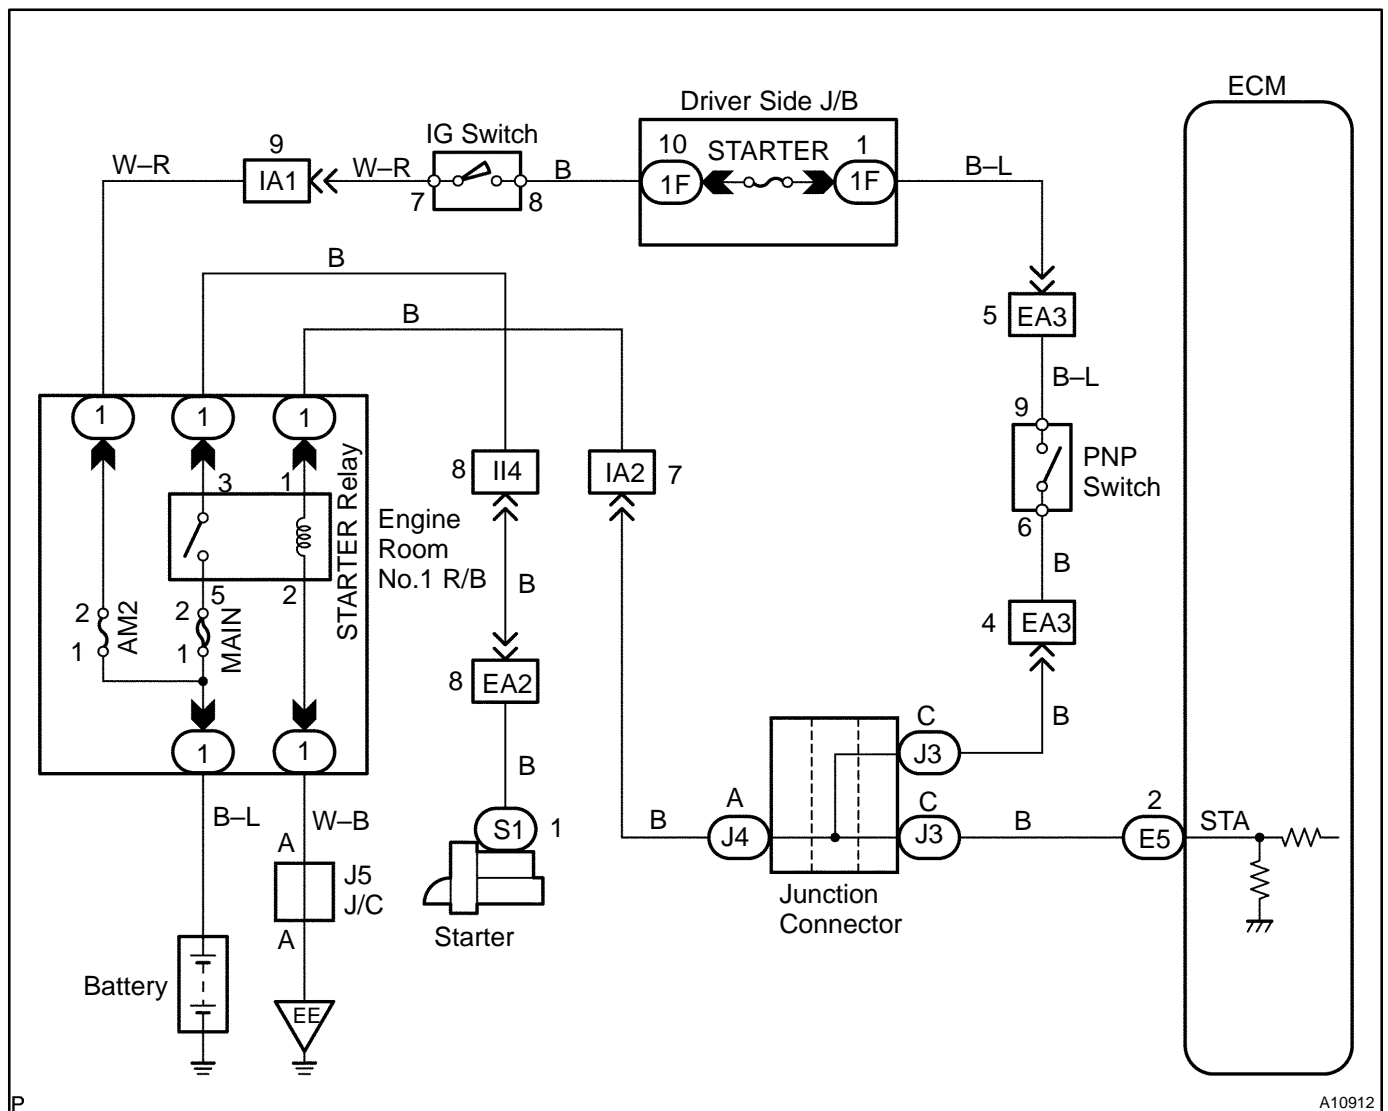 ECM
Driver Side J/B
IG Switch
9
10
STARTER
1
W–R
IA1
W–R
B
1F
1F
B–L
7
8
B
B
5
EA3
B–L
1
1
1
9
8
II4
IA2
7
PNP
Switch
3
1
STARTER Relay
Engine
Room
No.1 R/B
6
B
B
5
2
2
2
AM2
MAIN
1
1
4
EA3
8
EA2
C
B
1
1
J3
B
B–L
W–B
S1
1
A
C
2
STA
A
B
J4
J3
B
E5
J5
J/C
Junction
Connector
A
Starter
Battery
EE
P
A10912